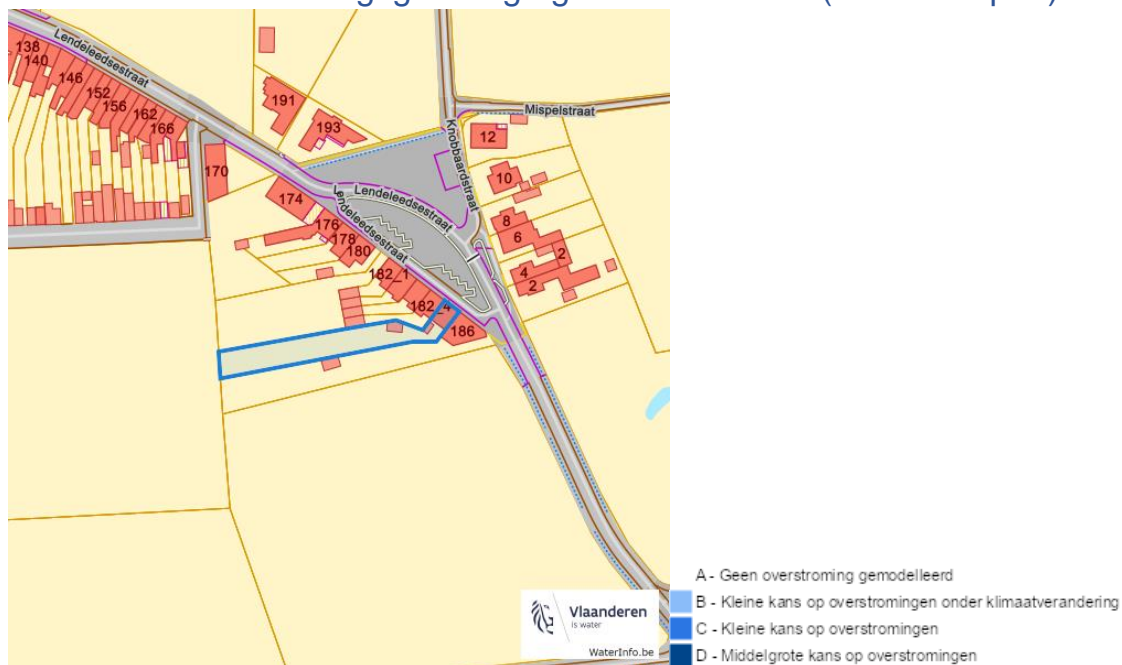 Lendeleedsestraat
138
140
146
152
156
162
166
170
191
193
Mispelstraat
12
Knobbaardstraat
10
174
Lendeleedsestraat
Lendeleedsestraat
176
178
180
8
6
2
4
2
182_1
182_4
186
Vlaanderen
is water
WaterInfo.be
A - Geen overstroming gemodelleerd
B - Kleine kans op overstromingen onder klimaatverandering
C - Kleine kans op overstromingen
D - Middelgrote kans op overstromingen